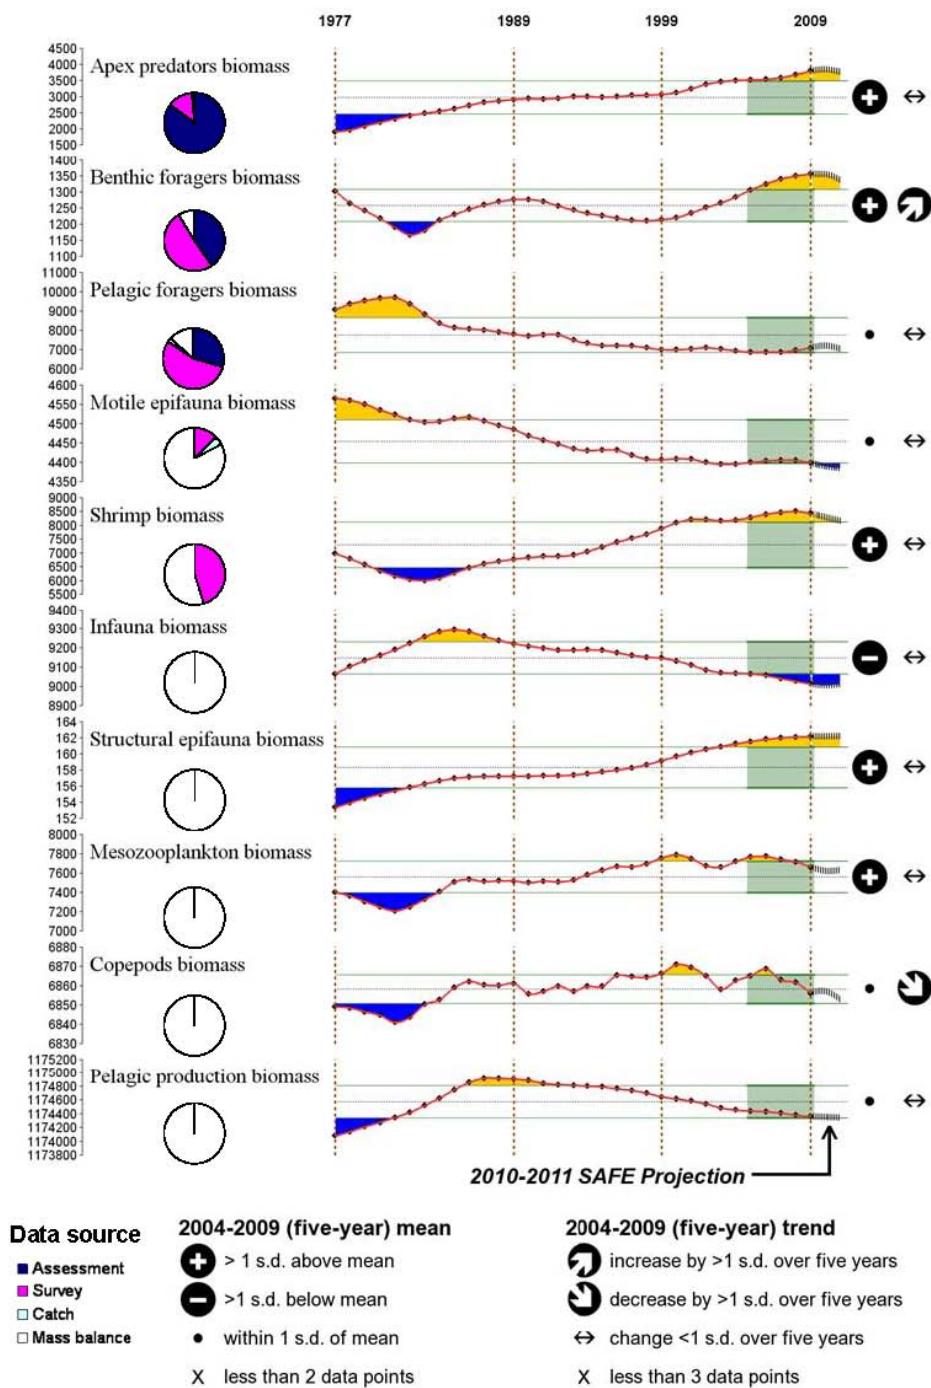 1977 1989 1999 2009
4500
4000
3500
3000
2500
2000
1500
Apex predators biomass
1400
1350
1300
1250
1200
1150
1100
Benthic foragers biomass
11000
10000
9000
8000
7000
6000
Pelagic foragers biomass
4600
4550
4500
4450
4400
4350
Motile epifauna biomass
9000
8500
8000
7500
7000
6500
6000
5500
Shrimp biomass
9400
9300
9200
9100
9000
8900
Infauna biomass
164
162
160
158
156
154
152
Structural epifauna biomass
8000
7800
7600
7400
7200
7000
Mesozooplankton biomass
6880
6870
6860
6850
6840
6830
Copepods biomass
1175200
1175000
1174800
1174600
1174400
1174200
1174000
1173800
Pelagic production biomass
2010-2011 SAFE Projection
Data source
Assessment
Survey
Catch
Mass balance
2004-2009 (five-year) mean
> 1 s.d. above mean
>1 s.d. below mean
within 1 s.d. of mean
X less than 2 data points
2004-2009 (five-year) trend
increase by >1 s.d. over five years
decrease by >1 s.d. over five years
change <1 s.d. over five years
X less than 3 data points